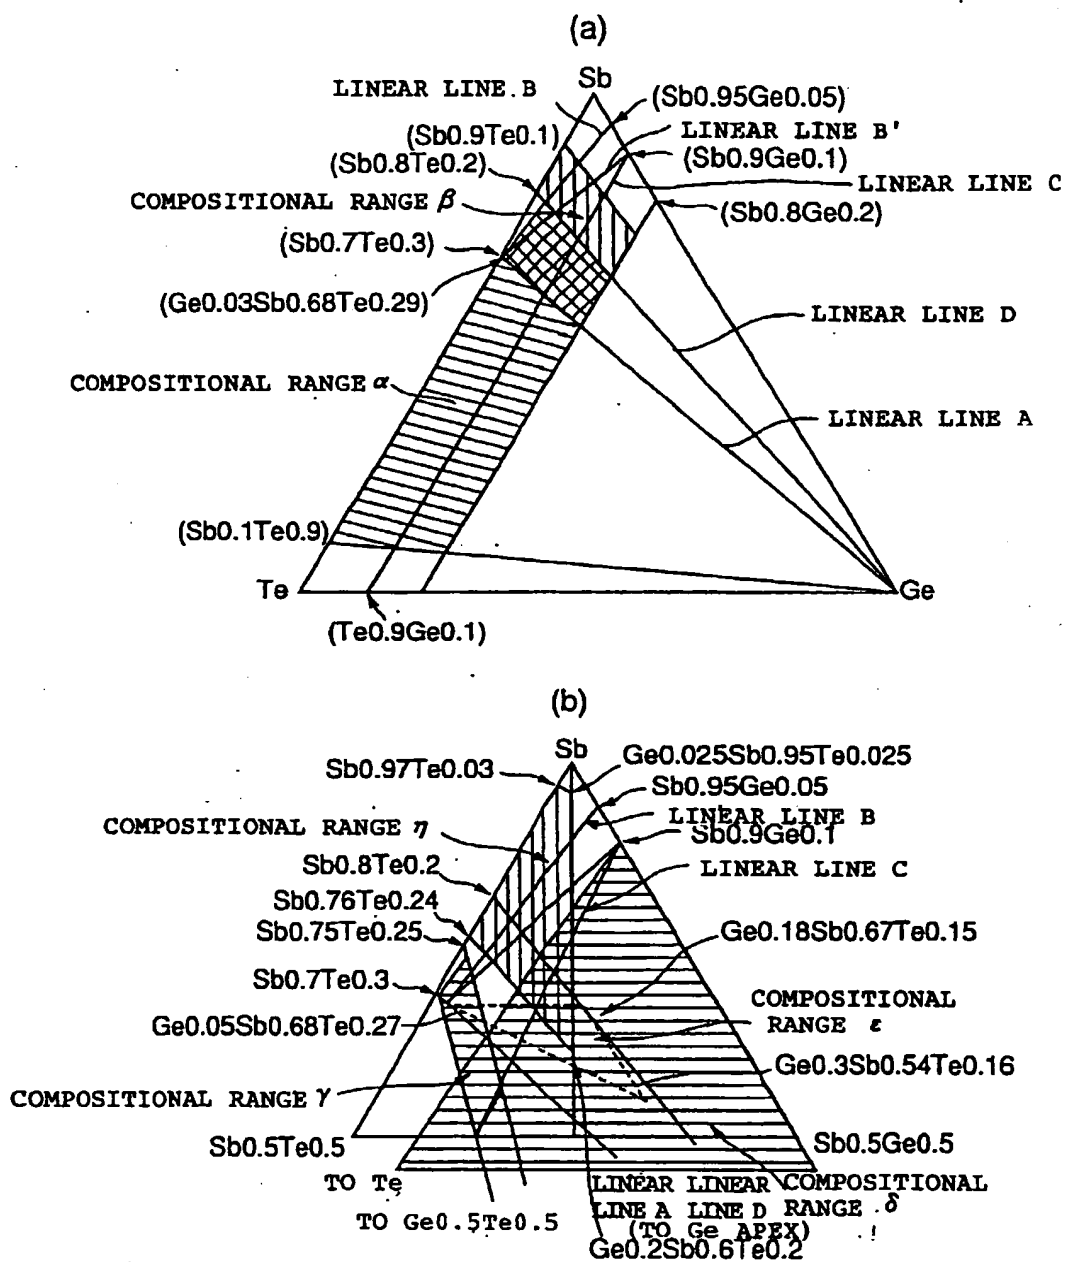 (a)
Sb
LINEAR LINE B
(Sb0.95Ge0.05)
(Sb0.9Te0.1)
LINEAR LINE B'
(Sb0.8Te0.2)
(Sb0.9Ge0.1)
COMPOSITIONAL RANGE β
LINEAR LINE C
(Sb0.8Ge0.2)
(Sb0.7Te0.3)
(Ge0.03Sb0.68Te0.29)
LINEAR LINE D
COMPOSITIONAL RANGE α
LINEAR LINE A
(Sb0.1Te0.9)
Te
Ge
(Te0.9Ge0.1)
(b)
Sb
Sb0.97Te0.03
Ge0.025Sb0.95Te0.025
Sb0.95Ge0.05
COMPOSITIONAL RANGE η
LINEAR LINE B
Sb0.9Ge0.1
Sb0.8Te0.2
LINEAR LINE C
Sb0.76Te0.24
Sb0.75Te0.25
Ge0.18Sb0.67Te0.15
Sb0.7Te0.3
COMPOSITIONAL
RANGE ε
Ge0.05Sb0.68Te0.27
Ge0.3Sb0.54Te0.16
COMPOSITIONAL RANGE γ
Sb0.5Te0.5
Sb0.5Ge0.5
TO Te
LINEAR LINEAR COMPOSITIONAL
LINE A LINE D RANGE δ
TO Ge0.5Te0.5
(TO Ge APEX)
Ge0.2Sb0.6Te0.2